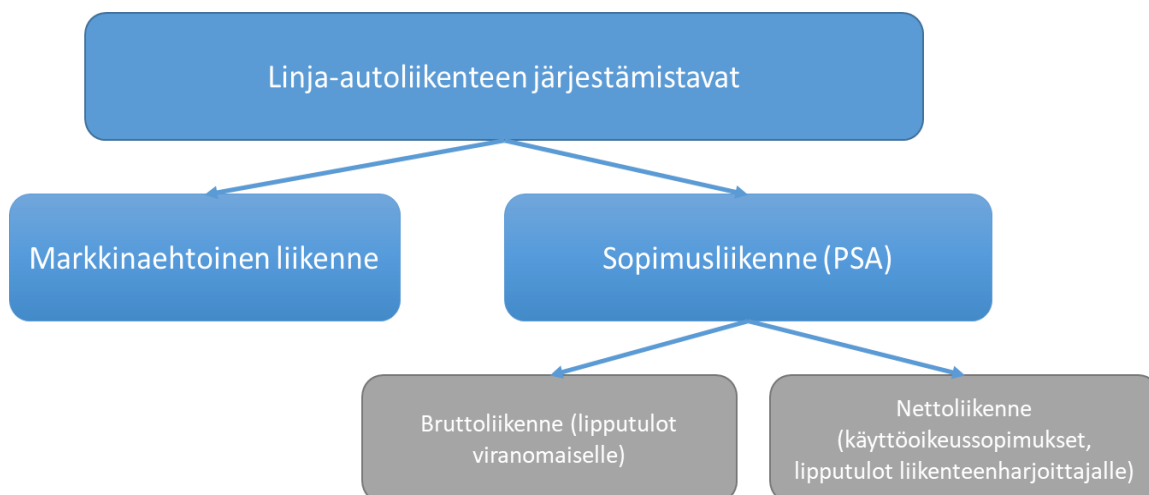 Linja-autoliikenteen järjestämistavat
Markkinaehtoinen liikenne
Sopimusliikenne (PSA)
Bruttoliikenne (lipputulot
viranomaiselle)
Nettoliikenne
(käyttöoikeussopimukset,
lipputulot liikenteenharjoittajalle)